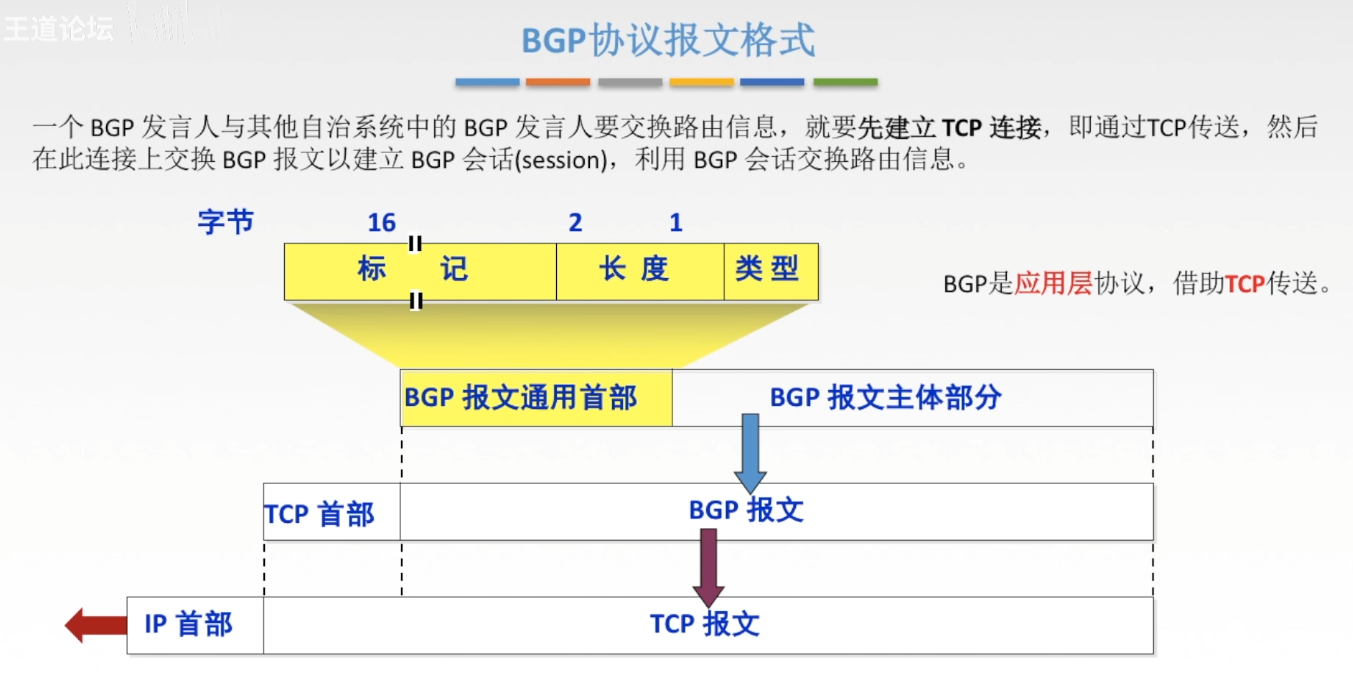 王道论坛
BGP协议报文格式
一个 BGP 发言人与其他自治系统中的 BGP 发言人要交换路由信息，就要先建立 TCP 连接，即通过TCP传送，然后
在此连接上交换 BGP 报文以建立 BGP 会话(session)，利用 BGP 会话交换路由信息。
字节 16 2 1
标 记 长 度 类 型
BGP是应用层协议，借助TCP传送。
BGP 报文通用首部 BGP 报文主体部分
TCP 首部 BGP 报文
IP 首部 TCP 报文